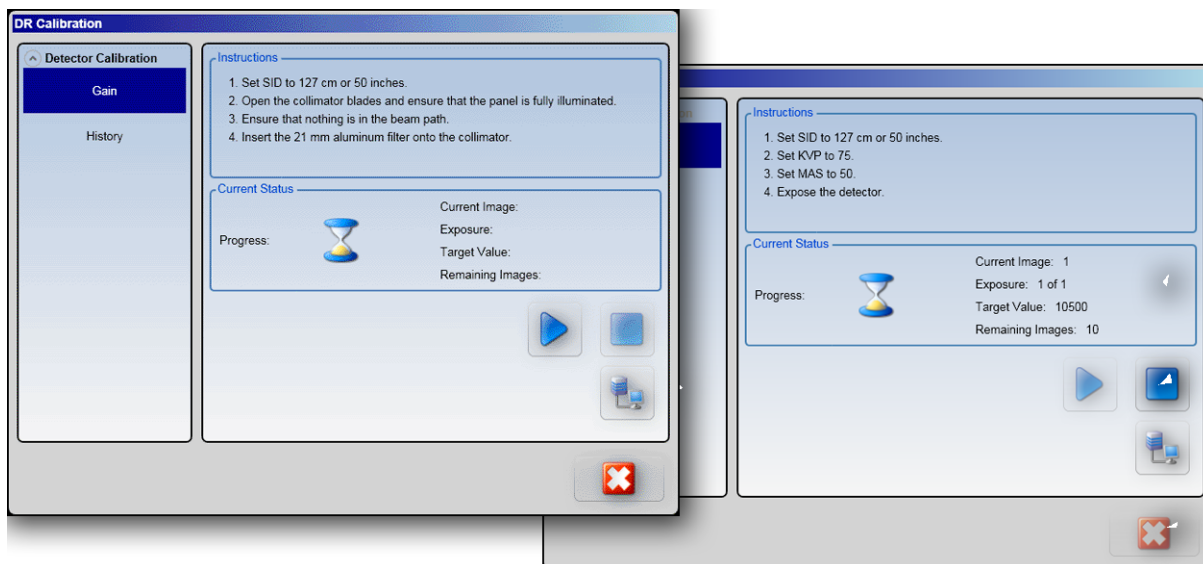 DR Calibration
Detector Calibration
Gain
History
Instructions
1. Set SID to 127 cm or 50 inches.
2. Open the collimator blades and ensure that the panel is fully illuminated.
3. Ensure that nothing is in the beam path.
4. Insert the 21 mm aluminum filter onto the collimator.
Current Status
Progress:
Current Image:
Exposure:
Target Value:
Remaining Images:
Instructions
1. Set SID to 127 cm or 50 inches.
2. Set KVP to 75.
3. Set MAS to 50.
4. Expose the detector.
Current Status
Progress:
Current Image: 1
Exposure: 1 of 1
Target Value: 10500
Remaining Images: 10